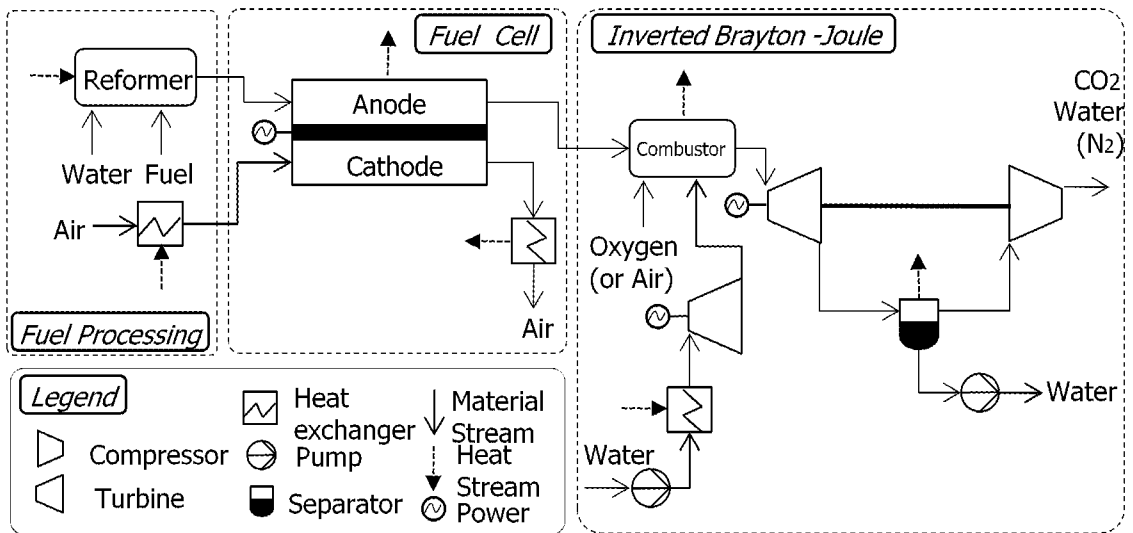 Fuel Cell
Inverted Brayton -Joule
Reformer
Anode
Cathode
Water Fuel
Air
Air
Fuel Processing
Combustor
Oxygen
(or Air)
CO2
Water
(N2)
Water
Water
Legend
Compressor
Turbine
Heat
exchanger
Pump
Separator
Material
Stream
Heat
Stream
Power